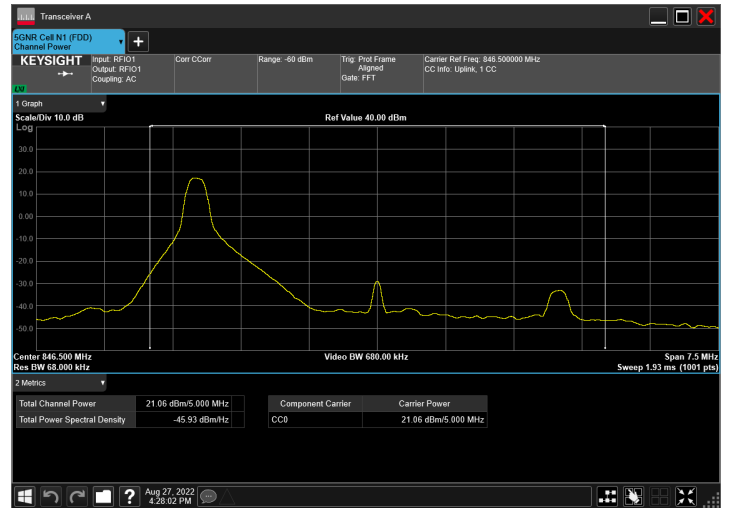 Transceiver A
5GNR Cell N1 (FDD)
Channel Power
KEYSIGHT
LXI
Input: RFIO1
Output: RFIO1
Coupling: AC
Corr CCorr
Range: -60 dBm
Trig: Prot Frame
Aligned
Gate: FFT
Carrier Ref Freq: 846.500000 MHz
CC Info: Uplink, 1 CC
1 Graph
Scale/Div 10.0 dB
Ref Value 40.00 dBm
Log
30.0
20.0
10.0
0.00
-10.0
-20.0
-30.0
-40.0
-50.0
Center 846.500 MHz
Video BW 680.00 kHz
Span 7.5 MHz
Res BW 68.000 kHz
Sweep 1.93 ms (1001 pts)
2 Metrics
Total Channel Power 21.06 dBm/5.000 MHz
Total Power Spectral Density -45.93 dBm/Hz
Component Carrier Carrier Power
CC0 21.06 dBm/5.000 MHz
?
Aug 27, 2022
4:28:02 PM